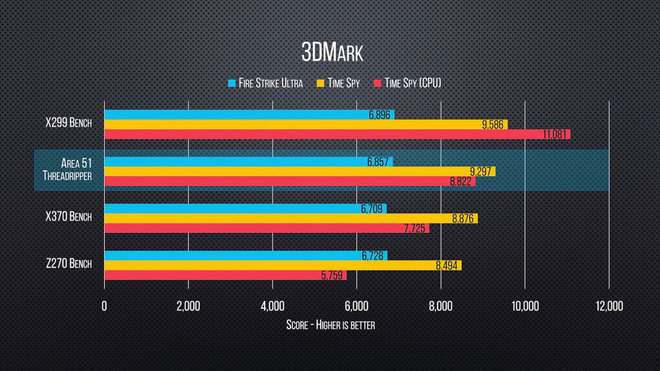 3DMark
Fire Strike Ultra Time Spy Time Spy (CPU)
X299 Bench
6,896
9,586
11,081
Area 51
Threadripper
6,857
9,297
8,822
X370 Bench
6,709
8,876
7,725
Z270 Bench
6,728
8,494
5,759
0 2,000 4,000 6,000 8,000 10,000 12,000
Score - Higher is better